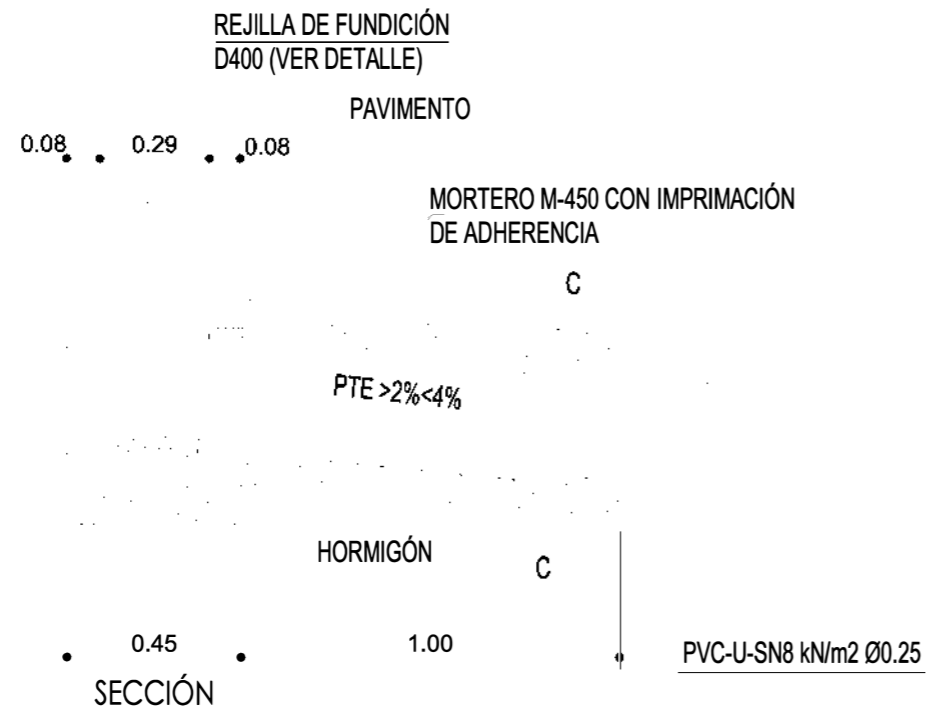 REJILLA DE FUNDICIÓN
D400 (VER DETALLE)
PAVIMENTO
0.08 0.29 0.08
MORTERO M-450 CON IMPRIMACIÓN
DE ADHERENCIA
C
PTE >2%<4%
HORMIGÓN
C
0.45 1.00
PVC-U-SN8 kN/m2 Ø0.25
SECCIÓN